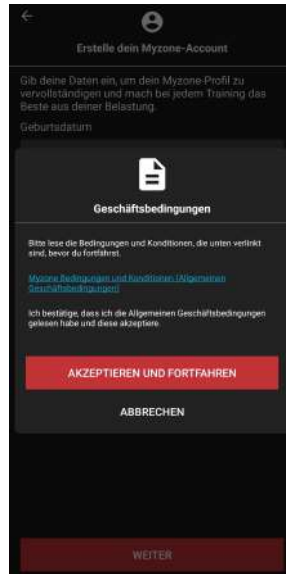 Erstelle dein Myzone-Account
Gib deine Daten ein, um dein Myzone-Profil zu
vervollständigen und mach bei jedem Training das
Beste aus deiner Belastung.
Geburtsdatum
Geschäftsbedingungen
Bitte lese die Bedingungen und Konditionen, die unten verlinkt
sind, bevor du fortfährst.
Myzone Bedingungen und Konditionen (Allgemeinen
Geschäftsbedingungen)
Ich bestätige, dass ich die Allgemeinen Geschäftsbedingungen
gelesen habe und diese akzeptiere.
AKZEPTIEREN UND FORTFAHREN
ABBRECHEN
WEITER